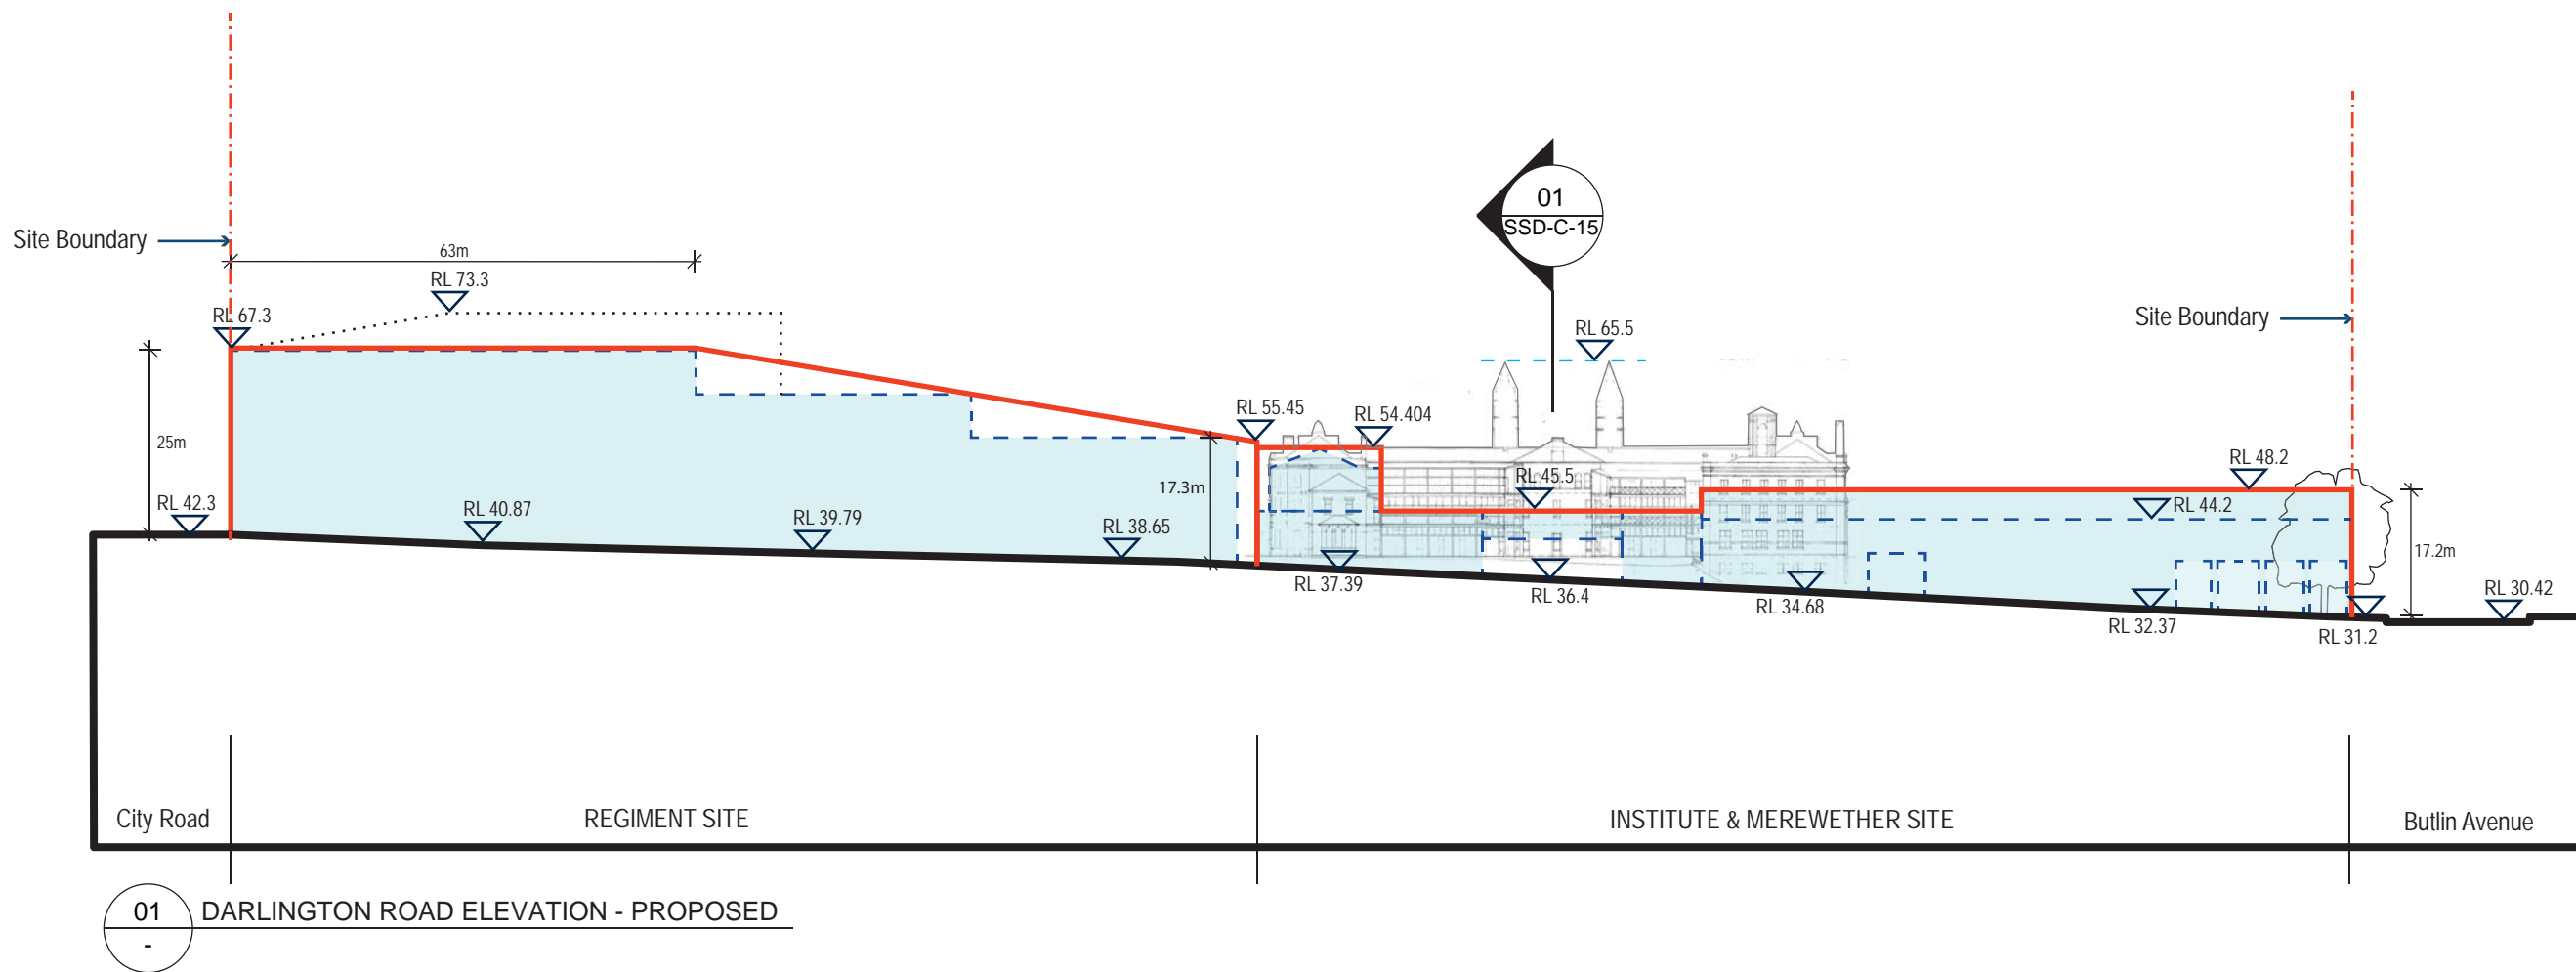 01
SSD-C-15
Site Boundary
63m
RL 73.3
RL 67.3
Site Boundary
RL 65.5
RL 55.45
RL 54.404
25m
RL 48.2
RL 45.5
17.3m
RL 44.2
RL 42.3
RL 40.87
RL 39.79
RL 38.65
17.2m
RL 37.39
RL 36.4
RL 34.68
RL 32.37
RL 31.2
RL 30.42
City Road
REGIMENT SITE
INSTITUTE & MEREWETHER SITE
Butlin Avenue
01
-
DARLINGTON ROAD ELEVATION - PROPOSED